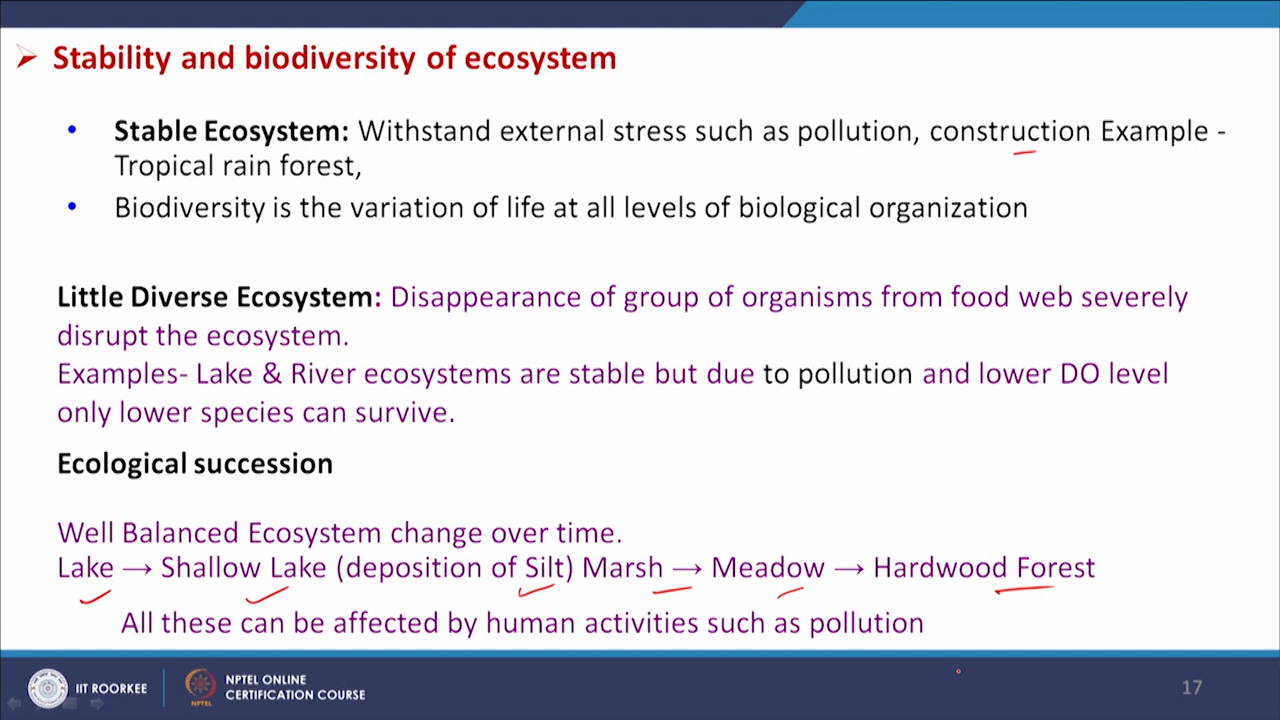 Stability and biodiversity of ecosystem
Stable Ecosystem: Withstand external stress such as pollution, construction Example -
Tropical rain forest,
Biodiversity is the variation of life at all levels of biological organization
Little Diverse Ecosystem: Disappearance of group of organisms from food web severely
disrupt the ecosystem.
Examples- Lake & River ecosystems are stable but due to pollution and lower DO level
only lower species can survive.
Ecological succession
Well Balanced Ecosystem change over time.
Lake → Shallow Lake (deposition of Silt) Marsh → Meadow → Hardwood Forest
All these can be affected by human activities such as pollution
IIT ROORKEE
NPTEL
NPTEL ONLINE
CERTIFICATION COURSE
17